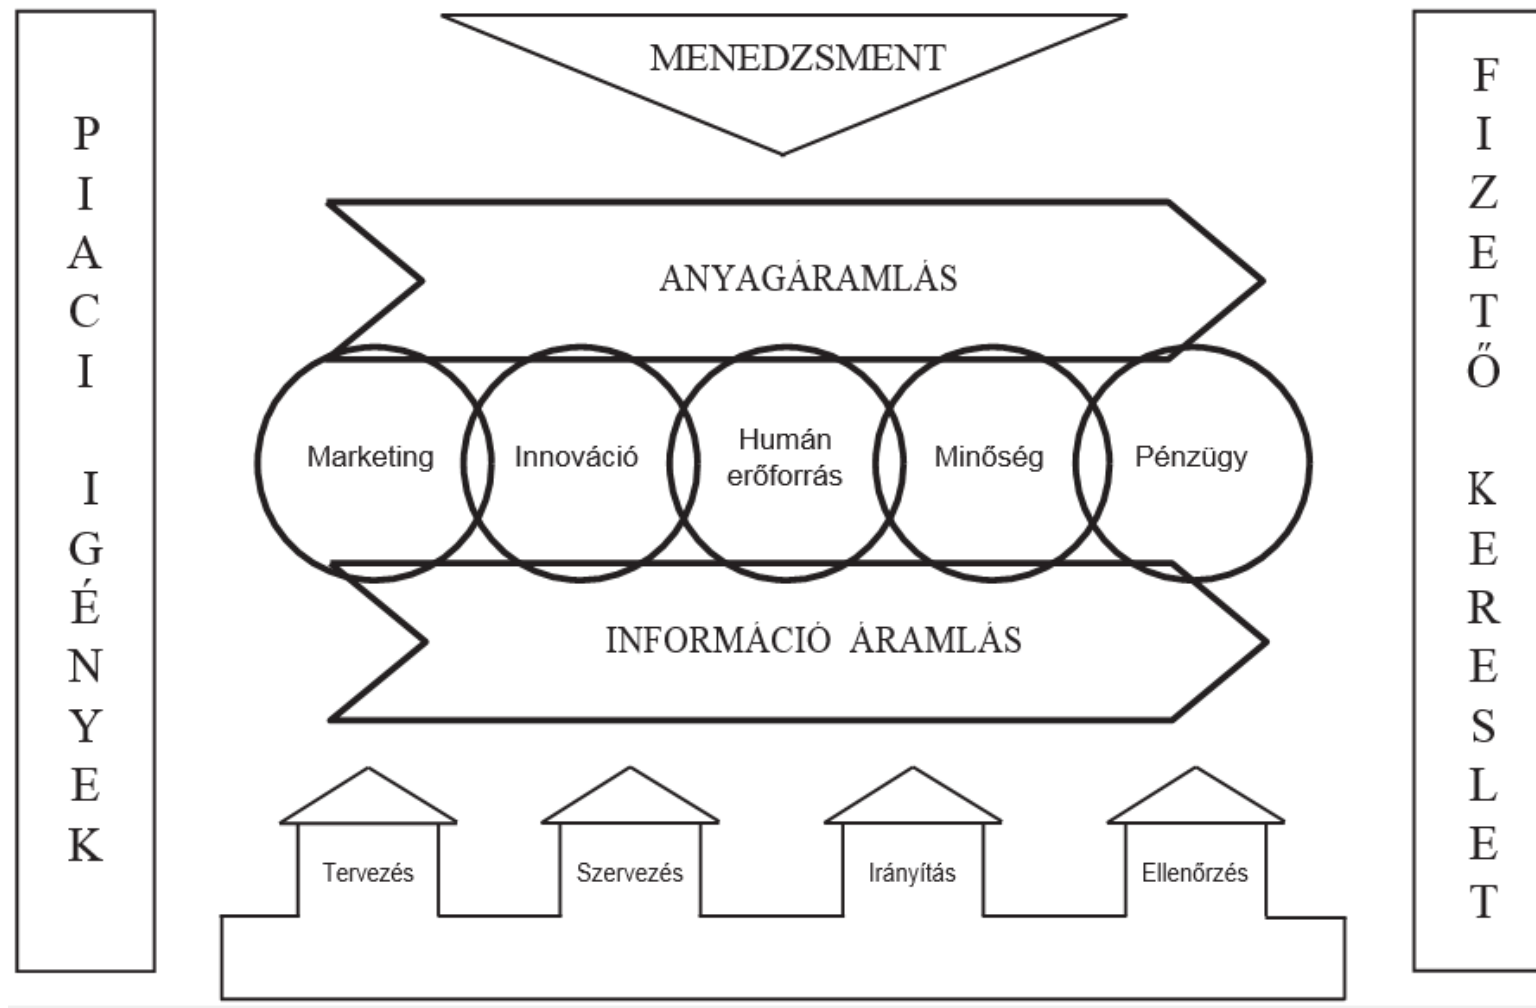 PIACI IGÉNYEK
MENEDZSMENT
ANYAGÁRAMLÁS
Marketing
Innováció
Humán
erőforrás
Minőség
Pénzügy
INFORMÁCIÓ ÁRAMLÁS
Tervezés
Szervezés
Irányítás
Ellenőrzés
FIZETŐ KERESLET